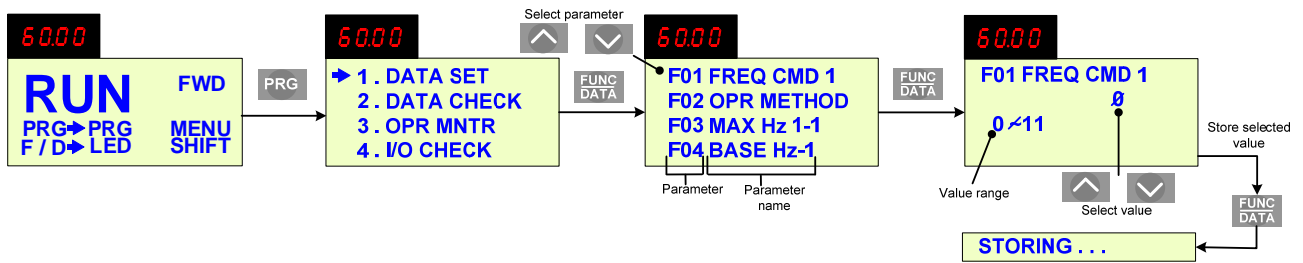 60.00
RUN
FWD
PRG➔PRG
MENU
F / D➔LED
SHIFT
PRG
60.00
➔ 1 . DATA SET
2 . DATA CHECK
3 . OPR MNTR
4 . I/O CHECK
FUNC
DATA
Select parameter
60.00
F01 FREQ CMD 1
F02 OPR METHOD
F03 MAX Hz 1-1
F04 BASE Hz-1
Parameter
Parameter
name
FUNC
DATA
60.00
F01 FREQ CMD 1
0
0 ~11
Value range
Select value
Store selected
value
FUNC
DATA
STORING . . .